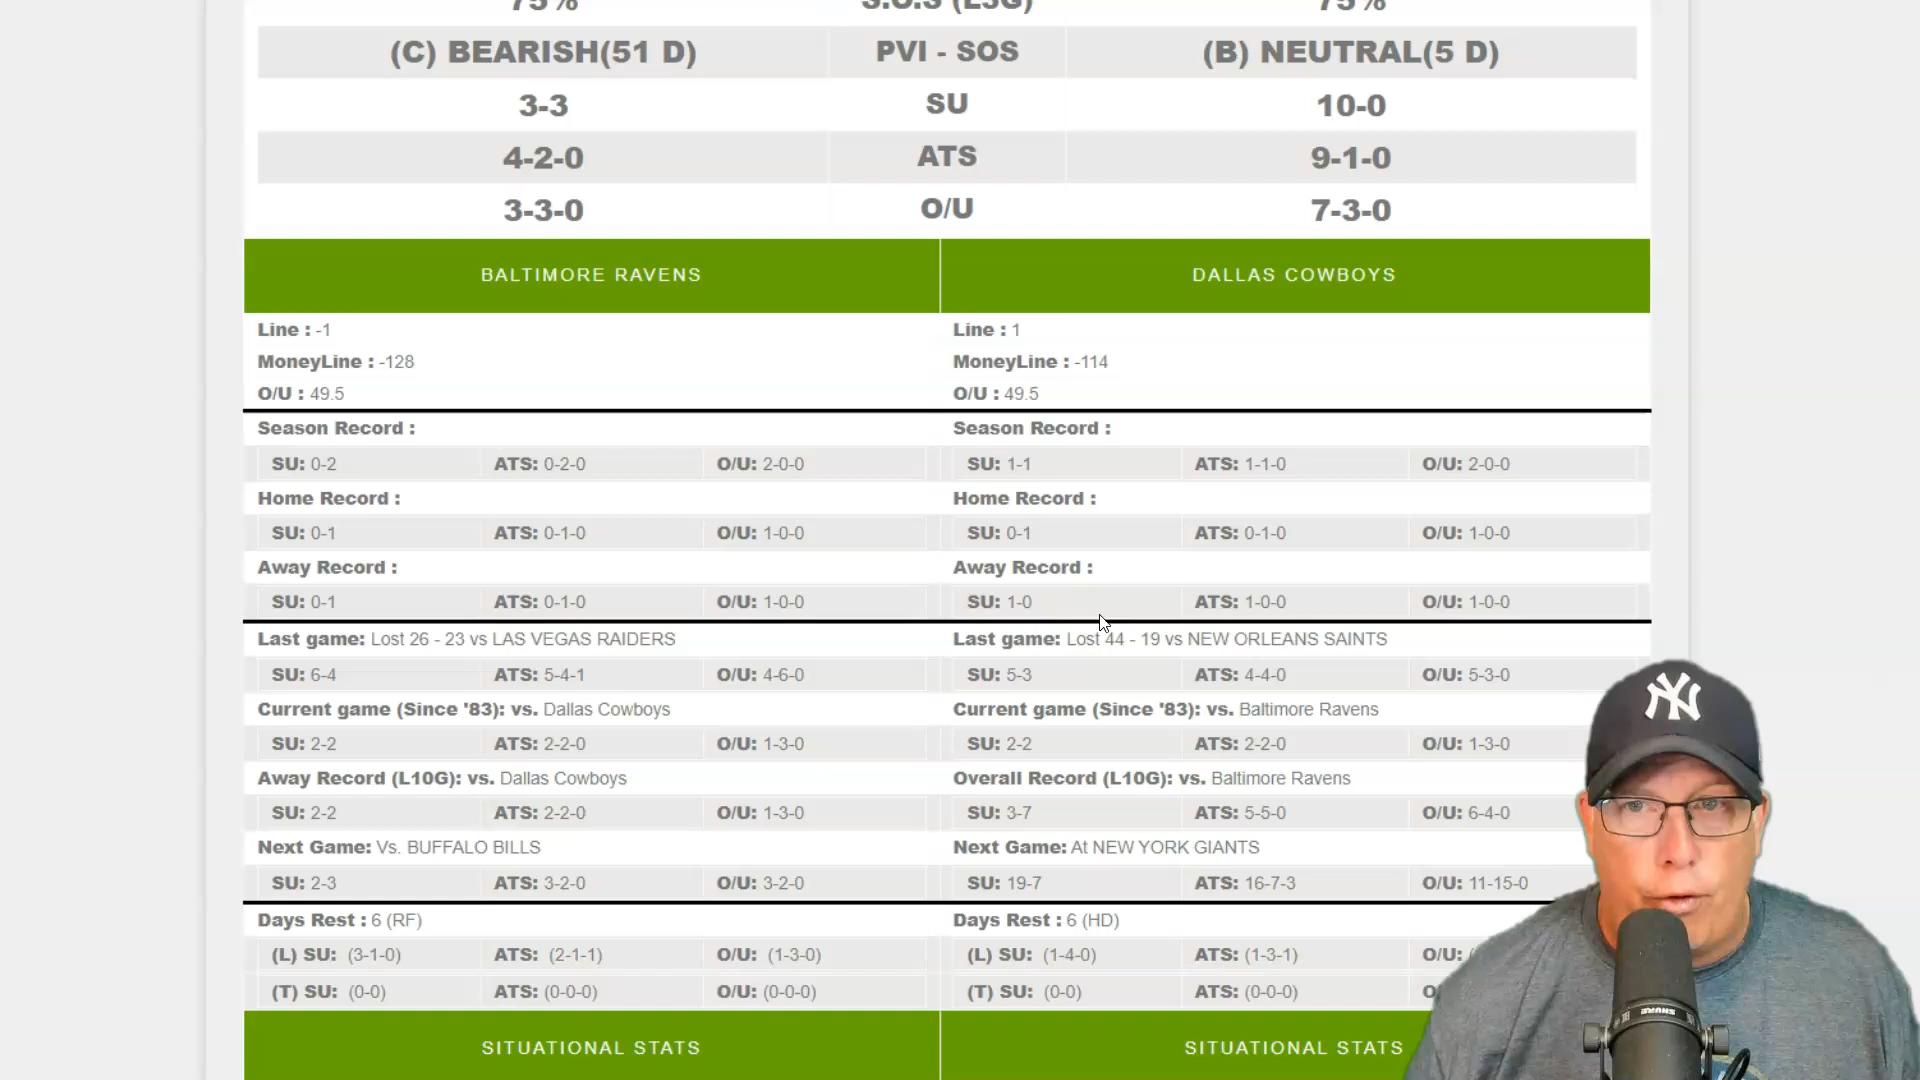 75% S.O.S (L3G) 75%
(C) BEARISH(51 D) PVI - SOS (B) NEUTRAL(5 D)
3-3 SU 10-0
4-2-0 ATS 9-1-0
3-3-0 O/U 7-3-0
BALTIMORE RAVENS DALLAS COWBOYS
Line : -1 Line : 1
MoneyLine : -128 MoneyLine : -114
O/U : 49.5 O/U : 49.5
Season Record : Season Record :
SU: 0-2 ATS: 0-2-0 O/U: 2-0-0 SU: 1-1 ATS: 1-1-0 O/U: 2-0-0
Home Record : Home Record :
SU: 0-1 ATS: 0-1-0 O/U: 1-0-0 SU: 0-1 ATS: 0-1-0 O/U: 1-0-0
Away Record : Away Record :
SU: 0-1 ATS: 0-1-0 O/U: 1-0-0 SU: 1-0 ATS: 1-0-0 O/U: 1-0-0
Last game: Lost 26 - 23 vs LAS VEGAS RAIDERS Last game: Lost 44 - 19 vs NEW ORLEANS SAINTS
SU: 6-4 ATS: 5-4-1 O/U: 4-6-0 SU: 5-3 ATS: 4-4-0 O/U: 5-3-0
Current game (Since '83): vs. Dallas Cowboys Current game (Since '83): vs. Baltimore Ravens
SU: 2-2 ATS: 2-2-0 O/U: 1-3-0 SU: 2-2 ATS: 2-2-0 O/U: 1-3-0
Away Record (L10G): vs. Dallas Cowboys Overall Record (L10G): vs. Baltimore Ravens
SU: 2-2 ATS: 2-2-0 O/U: 1-3-0 SU: 3-7 ATS: 5-5-0 O/U: 6-4-0
Next Game: Vs. BUFFALO BILLS Next Game: At NEW YORK GIANTS
SU: 2-3 ATS: 3-2-0 O/U: 3-2-0 SU: 19-7 ATS: 16-7-3 O/U: 11-15-0
Days Rest : 6 (RF) Days Rest : 6 (HD)
(L) SU: (3-1-0) ATS: (2-1-1) O/U: (1-3-0) (L) SU: (1-4-0) ATS: (1-3-1) O/U:
(T) SU: (0-0) ATS: (0-0-0) O/U: (0-0-0) (T) SU: (0-0) ATS: (0-0-0)
SITUATIONAL STATS SITUATIONAL STATS
NY
SHURE